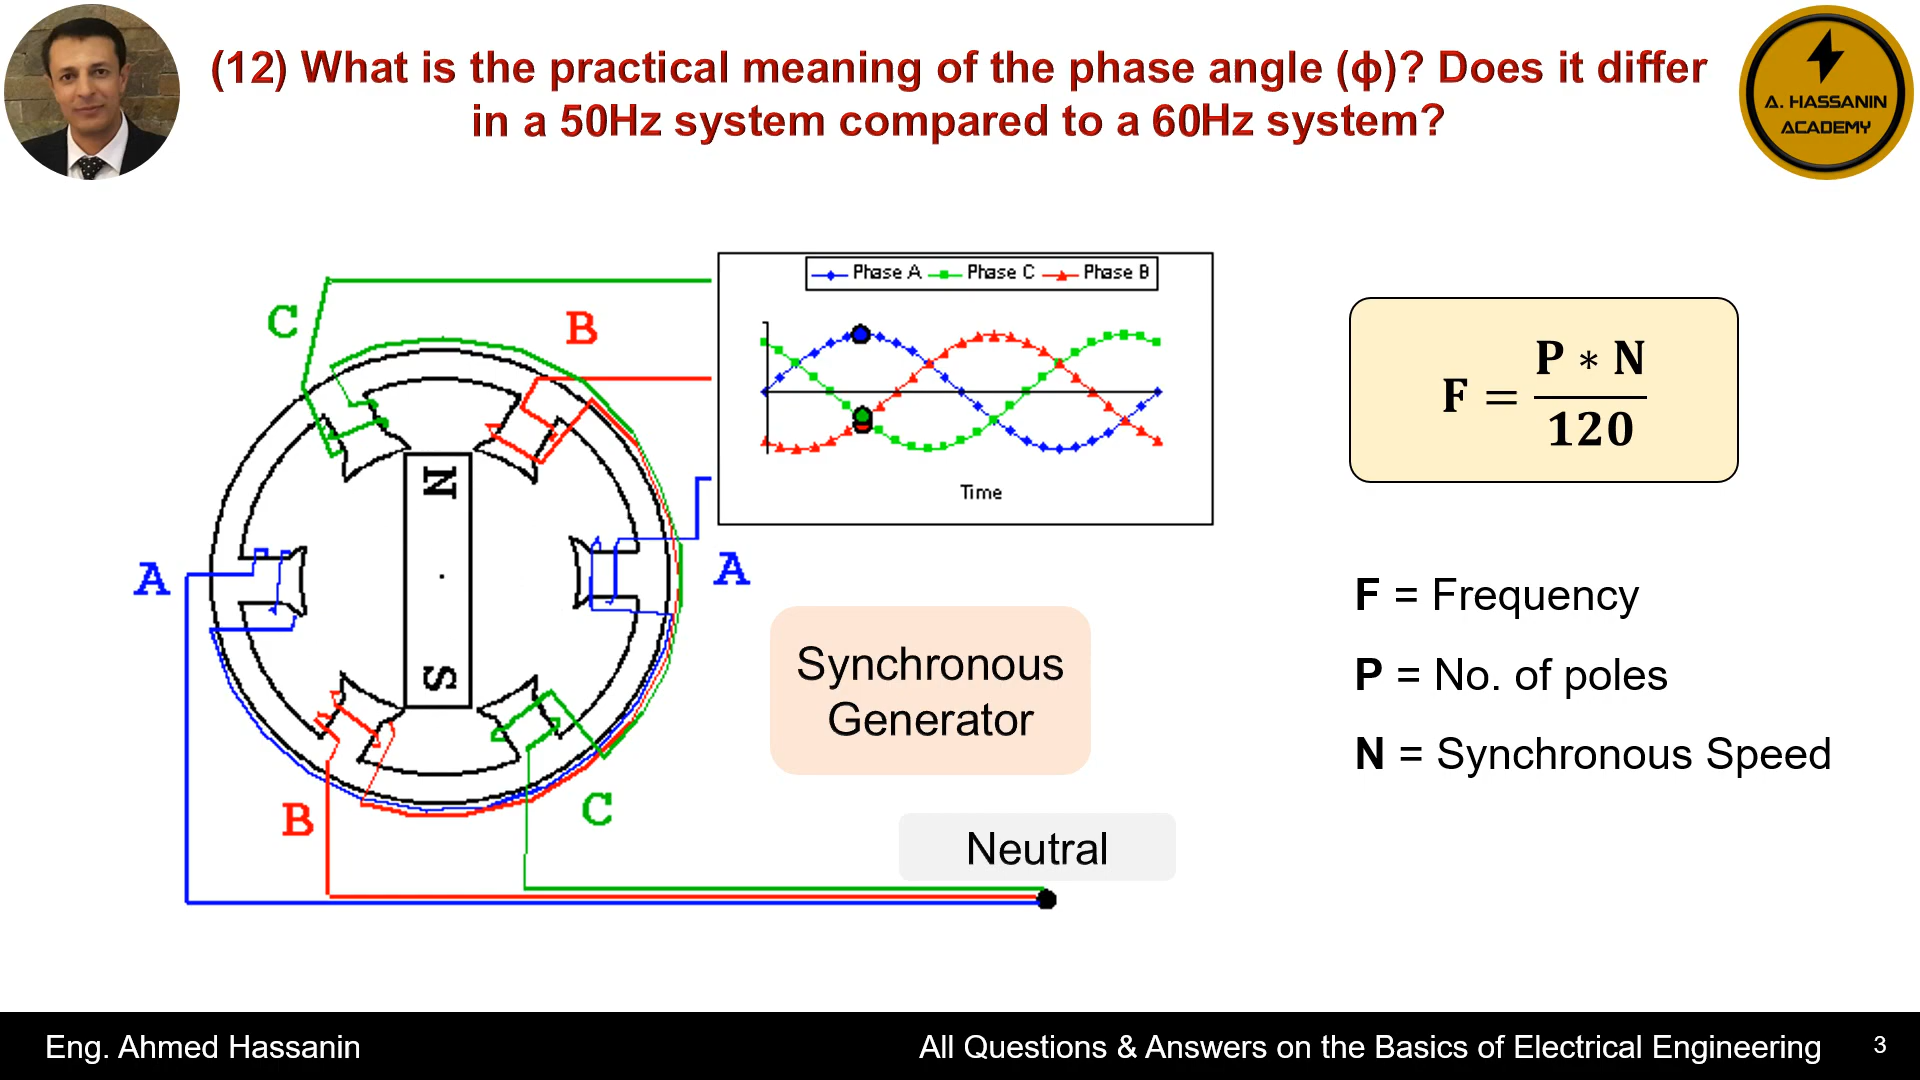 (12) What is the practical meaning of the phase angle (ϕ)? Does it differ
in a 50Hz system compared to a 60Hz system?
A. HASSANIN
ACADEMY
Phase A Phase C Phase B
Time
C
B
A
A
B
C
N
S
F = P * N / 120
Synchronous
Generator
Neutral
F = Frequency
P = No. of poles
N = Synchronous Speed
Eng. Ahmed Hassanin
All Questions & Answers on the Basics of Electrical Engineering
3